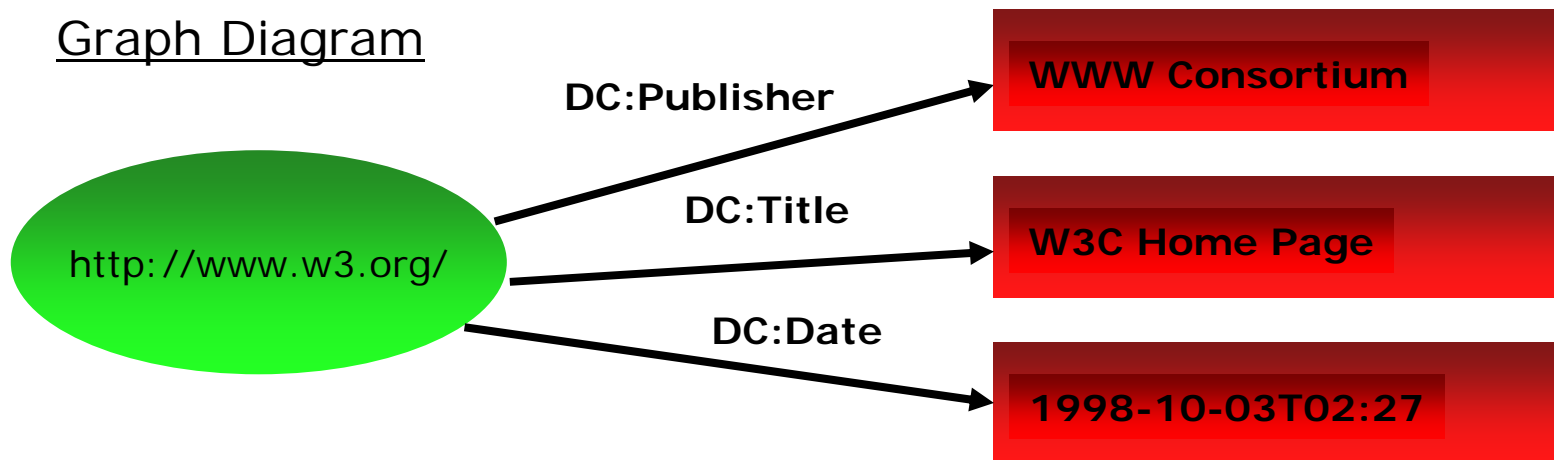 Graph Diagram
DC:Publisher
WWW Consortium
http://www.w3.org/
DC:Title
W3C Home Page
DC:Date
1998-10-03T02:27